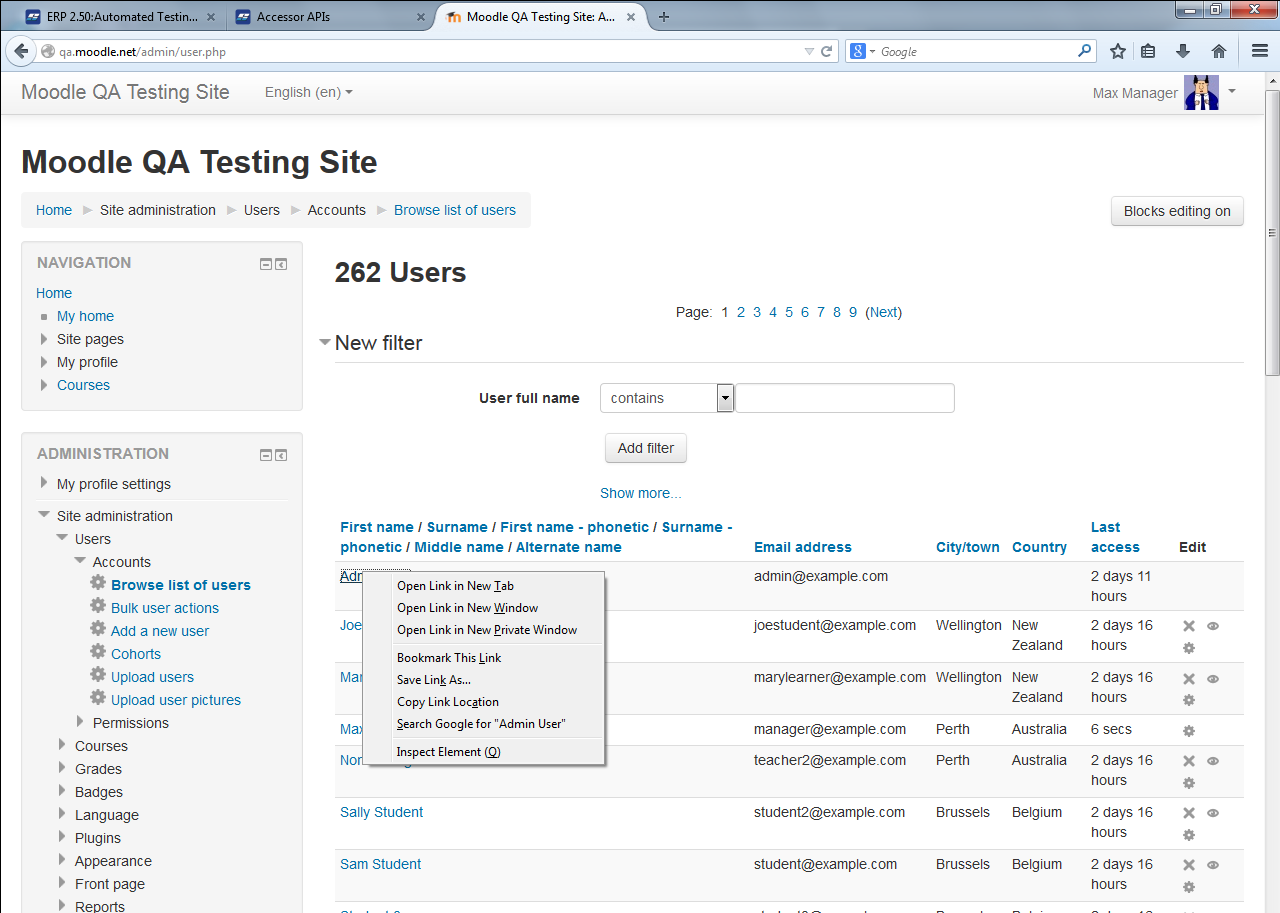 ERP 2.50:Automated Testin...
Accessor APIs
Moodle QA Testing Site: A...
qa.moodle.net/admin/user.php
Google
Moodle QA Testing Site
English (en)
Max Manager
Moodle QA Testing Site
Home Site administration Users Accounts Browse list of users
Blocks editing on
NAVIGATION
Home
My home
Site pages
My profile
Courses
ADMINISTRATION
My profile settings
Site administration
Users
Accounts
Browse list of users
Bulk user actions
Add a new user
Cohorts
Upload users
Upload user pictures
Permissions
Courses
Grades
Badges
Language
Plugins
Appearance
Front page
Reports
262 Users
Page: 1 2 3 4 5 6 7 8 9 (Next)
New filter
User full name contains
Add filter
Show more...
First name / Surname / First name - phonetic / Surname -
phonetic / Middle name / Alternate name
Email address
City/town
Country
Last
access
Edit
admin@example.com 2 days 11
hours
Joe joestudent@example.com Wellington New 2 days 16
Zealand hours
marylearner@example.com Wellington New 2 days 16
Zealand hours
manager@example.com Perth Australia 6 secs
teacher2@example.com Perth Australia 2 days 16
hours
Sally Student student2@example.com Brussels Belgium 2 days 16
hours
Sam Student student@example.com Brussels Belgium 2 days 16
hours
Open Link in New Tab
Open Link in New Window
Open Link in New Private Window
Bookmark This Link
Save Link As...
Copy Link Location
Search Google for "Admin User"
Inspect Element (Q)